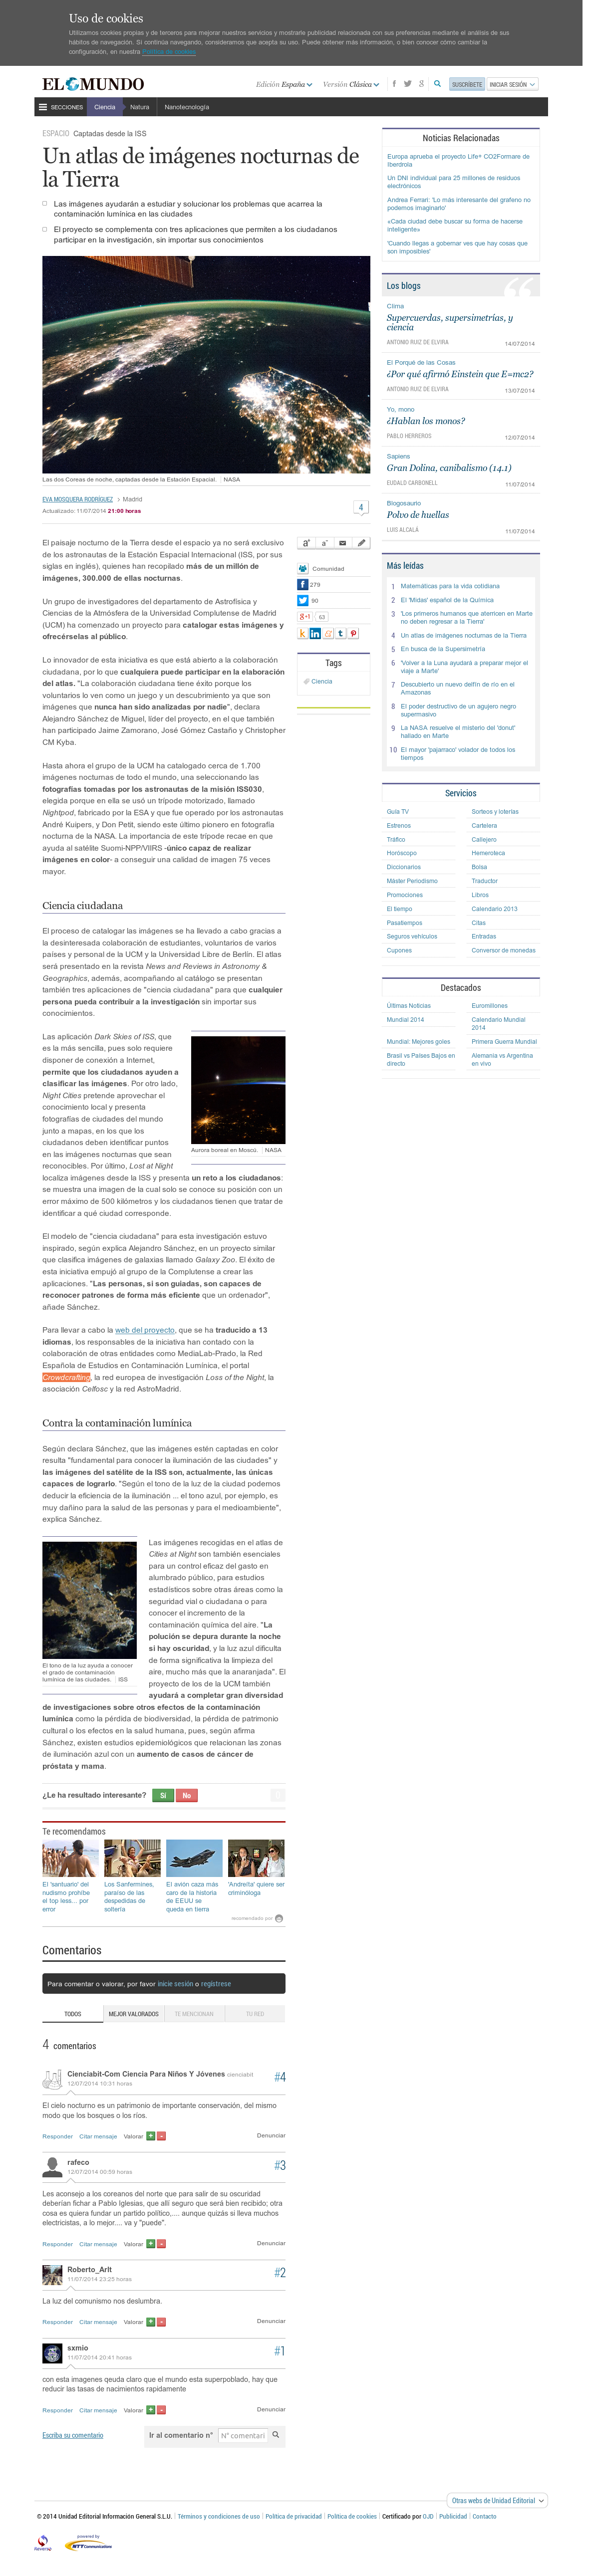 Uso de cookies
Utilizamos cookies propias y de terceros para mejorar nuestros servicios y mostrarle publicidad relacionada con sus preferencias mediante el análisis de sus
hábitos de navegación. Si continua navegando, consideramos que acepta su uso. Puede obtener más información, o bien conocer cómo cambiar la
configuración, en nuestra Política de cookies
EL MUNDO
Edición España
Versión Clásica
SUSCRÍBETE
INICIAR SESIÓN
SECCIONES
Ciencia
Natura
Nanotecnología
ESPACIO Captadas desde la ISS
Un atlas de imágenes nocturnas de
la Tierra
Las imágenes ayudarán a estudiar y solucionar los problemas que acarrea la
contaminación lumínica en las ciudades
El proyecto se complementa con tres aplicaciones que permiten a los ciudadanos
participar en la investigación, sin importar sus conocimientos
Las dos Coreas de noche, captadas desde la Estación Espacial. NASA
EVA MOSQUERA RODRÍGUEZ Madrid
Actualizado: 11/07/2014 21:00 horas
4
El paisaje nocturno de la Tierra desde el espacio ya no será exclusivo
de los astronautas de la Estación Espacial Internacional (ISS, por sus
siglas en inglés), que han recopilado más de un millón de
imágenes, 300.000 de ellas nocturnas.
Un grupo de investigadores del departamento de Astrofísica y
Ciencias de la Atmósfera de la Universidad Complutense de Madrid
(UCM) ha comenzado un proyecto para catalogar estas imágenes y
ofrecérselas al público.
Lo innovador de esta iniciativa es que está abierto a la colaboración
ciudadana, por lo que cualquiera puede participar en la elaboración
del atlas. "La colaboración ciudadana tiene éxito porque los
voluntarios lo ven como un juego y un descubrimiento ya que son
imágenes que nunca han sido analizadas por nadie", declara
Alejandro Sánchez de Miguel, líder del proyecto, en el que también
han participado Jaime Zamorano, José Gómez Castaño y Christopher
CM Kyba.
Hasta ahora el grupo de la UCM ha catalogado cerca de 1.700
imágenes nocturnas de todo el mundo, una seleccionando las
fotografías tomadas por los astronautas de la misión ISS030,
elegida porque en ella se usó un trípode motorizado, llamado
Nightpod, fabricado por la ESA y que fue operado por los astronautas
André Kuipers, y Don Petit, siendo este último pionero en fotografía
nocturna de la NASA. La importancia de este trípode recae en que
ayuda al satélite Suomi-NPP/VIIRS -único capaz de realizar
imágenes en color- a conseguir una calidad de imagen 75 veces
mayor.
Comunidad
279
90
+1 63
Tags
Ciencia
Ciencia ciudadana
El proceso de catalogar las imágenes se ha llevado a cabo gracias a
la desinteresada colaboración de estudiantes, voluntarios de varios
países y personal de la UCM y la Universidad Libre de Berlín. El atlas
será presentado en la revista News and Reviews in Astronomy &
Geographics, además, acompañando al catálogo se presentan
también tres aplicaciones de "ciencia ciudadana" para que cualquier
persona pueda contribuir a la investigación sin importar sus
conocimientos.
Las aplicación Dark Skies of ISS, que
es la más sencilla, pues solo requiere
disponer de conexión a Internet,
permite que los ciudadanos ayuden a
clasificar las imágenes. Por otro lado,
Night Cities pretende aprovechar el
conocimiento local y presenta
fotografías de ciudades del mundo
junto a mapas, en los que los
ciudadanos deben identificar puntos
en las imágenes nocturnas que sean
reconocibles. Por último, Lost at Night
Aurora boreal en Moscú. NASA
localiza imágenes desde la ISS y presenta un reto a los ciudadanos:
se muestra una imagen de la cual solo se conoce su posición con un
error máximo de 500 kilómetros y los ciudadanos tienen que tratar de
identificar a qué ciudad corresponde.
El modelo de "ciencia ciudadana" para esta investigación estuvo
inspirado, según explica Alejandro Sánchez, en un proyecto similar
que clasifica imágenes de galaxias llamado Galaxy Zoo. El éxito de
esta iniciativa empujó al grupo de la Complutense a crear las
aplicaciones. "Las personas, si son guiadas, son capaces de
reconocer patrones de forma más eficiente que un ordenador",
añade Sánchez.
Para llevar a cabo la web del proyecto, que se ha traducido a 13
idiomas, los responsables de la iniciativa han contado con la
colaboración de otras entidades como MediaLab-Prado, la Red
Española de Estudios en Contaminación Lumínica, el portal
Crowdcrafting, la red europea de investigación Loss of the Night, la
asociación Celfosc y la red AstroMadrid.
Contra la contaminación lumínica
Según declara Sánchez, que las imágenes estén captadas en color
resulta "fundamental para conocer la iluminación de las ciudades" y
las imágenes del satélite de la ISS son, actualmente, las únicas
capaces de lograrlo. "Según el tono de la luz de la ciudad podemos
deducir la eficiencia de la iluminación ... el tono azul, por ejemplo, es
muy dañino para la salud de las personas y para el medioambiente",
explica Sánchez.
Las imágenes recogidas en el atlas de
Cities at Night son también esenciales
para un control eficaz del gasto en
alumbrado público, para estudios
estadísticos sobre otras áreas como la
seguridad vial o ciudadana o para
conocer el incremento de la
contaminación química del aire. "La
polución se depura durante la noche
si hay oscuridad, y la luz azul dificulta
de forma significativa la limpieza del
aire, mucho más que la anaranjada". El
proyecto de los de la UCM también
ayudará a completar gran diversidad
El tono de la luz ayuda a conocer
el grado de contaminación
lumínica de las ciudades. ISS
de investigaciones sobre otros efectos de la contaminación
lumínica como la pérdida de biodiversidad, la pérdida de patrimonio
cultural o los efectos en la salud humana, pues, según afirma
Sánchez, existen estudios epidemiológicos que relacionan las zonas
de iluminación azul con un aumento de casos de cáncer de
próstata y mama.
¿Le ha resultado interesante? Sí No
Te recomendamos
El 'santuario' del
nudismo prohíbe
el top less... por
error
Los Sanfermines,
paraíso de las
despedidas de
soltería
El avión caza más
caro de la historia
de EEUU se
queda en tierra
'Andreíta' quiere ser
criminóloga
recomendado por
Comentarios
Para comentar o valorar, por favor inicie sesión o regístrese
TODOS
MEJOR VALORADOS
TE MENCIONAN
TU RED
4 comentarios
Cienciabit-Com Ciencia Para Niños Y Jóvenes cienciabit
12/07/2014 10:31 horas
#4
El cielo nocturno es un patrimonio de importante conservación, del mismo
modo que los bosques o los ríos.
Responder Citar mensaje Valorar + - Denunciar
rafeco
12/07/2014 00:59 horas
#3
Les aconsejo a los coreanos del norte que para salir de su oscuridad
deberían fichar a Pablo Iglesias, que allí seguro que será bien recibido; otra
cosa es quiera fundar un partido político,.... aunque quizás si lleva muchos
electricistas, a lo mejor.... va y "puede".
Responder Citar mensaje Valorar + - Denunciar
Roberto_Arlt
11/07/2014 23:25 horas
#2
La luz del comunismo nos deslumbra.
Responder Citar mensaje Valorar + - Denunciar
sxmio
11/07/2014 20:41 horas
#1
con esta imagenes qeuda claro que el mundo esta superpoblado, hay que
reducir las tasas de nacimientos rapidamente
Responder Citar mensaje Valorar + - Denunciar
Escriba su comentario
Ir al comentario nº Nº comentari
Noticias Relacionadas
Europa aprueba el proyecto Life+ CO2Formare de
Iberdrola
Un DNI individual para 25 millones de residuos
electrónicos
Andrea Ferrari: 'Lo más interesante del grafeno no
podemos imaginarlo'
«Cada ciudad debe buscar su forma de hacerse
inteligente»
'Cuando llegas a gobernar ves que hay cosas que
son imposibles'
Los blogs
Clima
Supercuerdas, supersimetrías, y
ciencia
ANTONIO RUIZ DE ELVIRA 14/07/2014
El Porqué de las Cosas
¿Por qué afirmó Einstein que E=mc2?
ANTONIO RUIZ DE ELVIRA 13/07/2014
Yo, mono
¿Hablan los monos?
PABLO HERREROS 12/07/2014
Sapiens
Gran Dolina, canibalismo (14.1)
EUDALD CARBONELL 11/07/2014
Blogosaurio
Polvo de huellas
LUIS ALCALÁ 11/07/2014
Más leídas
1 Matemáticas para la vida cotidiana
2 El 'Midas' español de la Química
3 'Los primeros humanos que aterricen en Marte
no deben regresar a la Tierra'
4 Un atlas de imágenes nocturnas de la Tierra
5 En busca de la Supersimetría
6 'Volver a la Luna ayudará a preparar mejor el
viaje a Marte'
7 Descubierto un nuevo delfín de río en el
Amazonas
8 El poder destructivo de un agujero negro
supermasivo
9 La NASA resuelve el misterio del 'donut'
hallado en Marte
10 El mayor 'pajarraco' volador de todos los
tiempos
Servicios
Guía TV Sorteos y loterías
Estrenos Cartelera
Tráfico Callejero
Horóscopo Hemeroteca
Diccionarios Bolsa
Máster Periodismo Traductor
Promociones Libros
El tiempo Calendario 2013
Pasatiempos Citas
Seguros vehículos Entradas
Cupones Conversor de monedas
Destacados
Últimas Noticias Euromillones
Mundial 2014 Calendario Mundial
2014
Mundial: Mejores goles Primera Guerra Mundial
Brasil vs Países Bajos en
directo
Alemania vs Argentina
en vivo
Otras webs de Unidad Editorial
© 2014 Unidad Editorial Información General S.L.U. Términos y condiciones de uso Política de privacidad Política de cookies Certificado por OJD Publicidad Contacto
powered by
NTT Communications